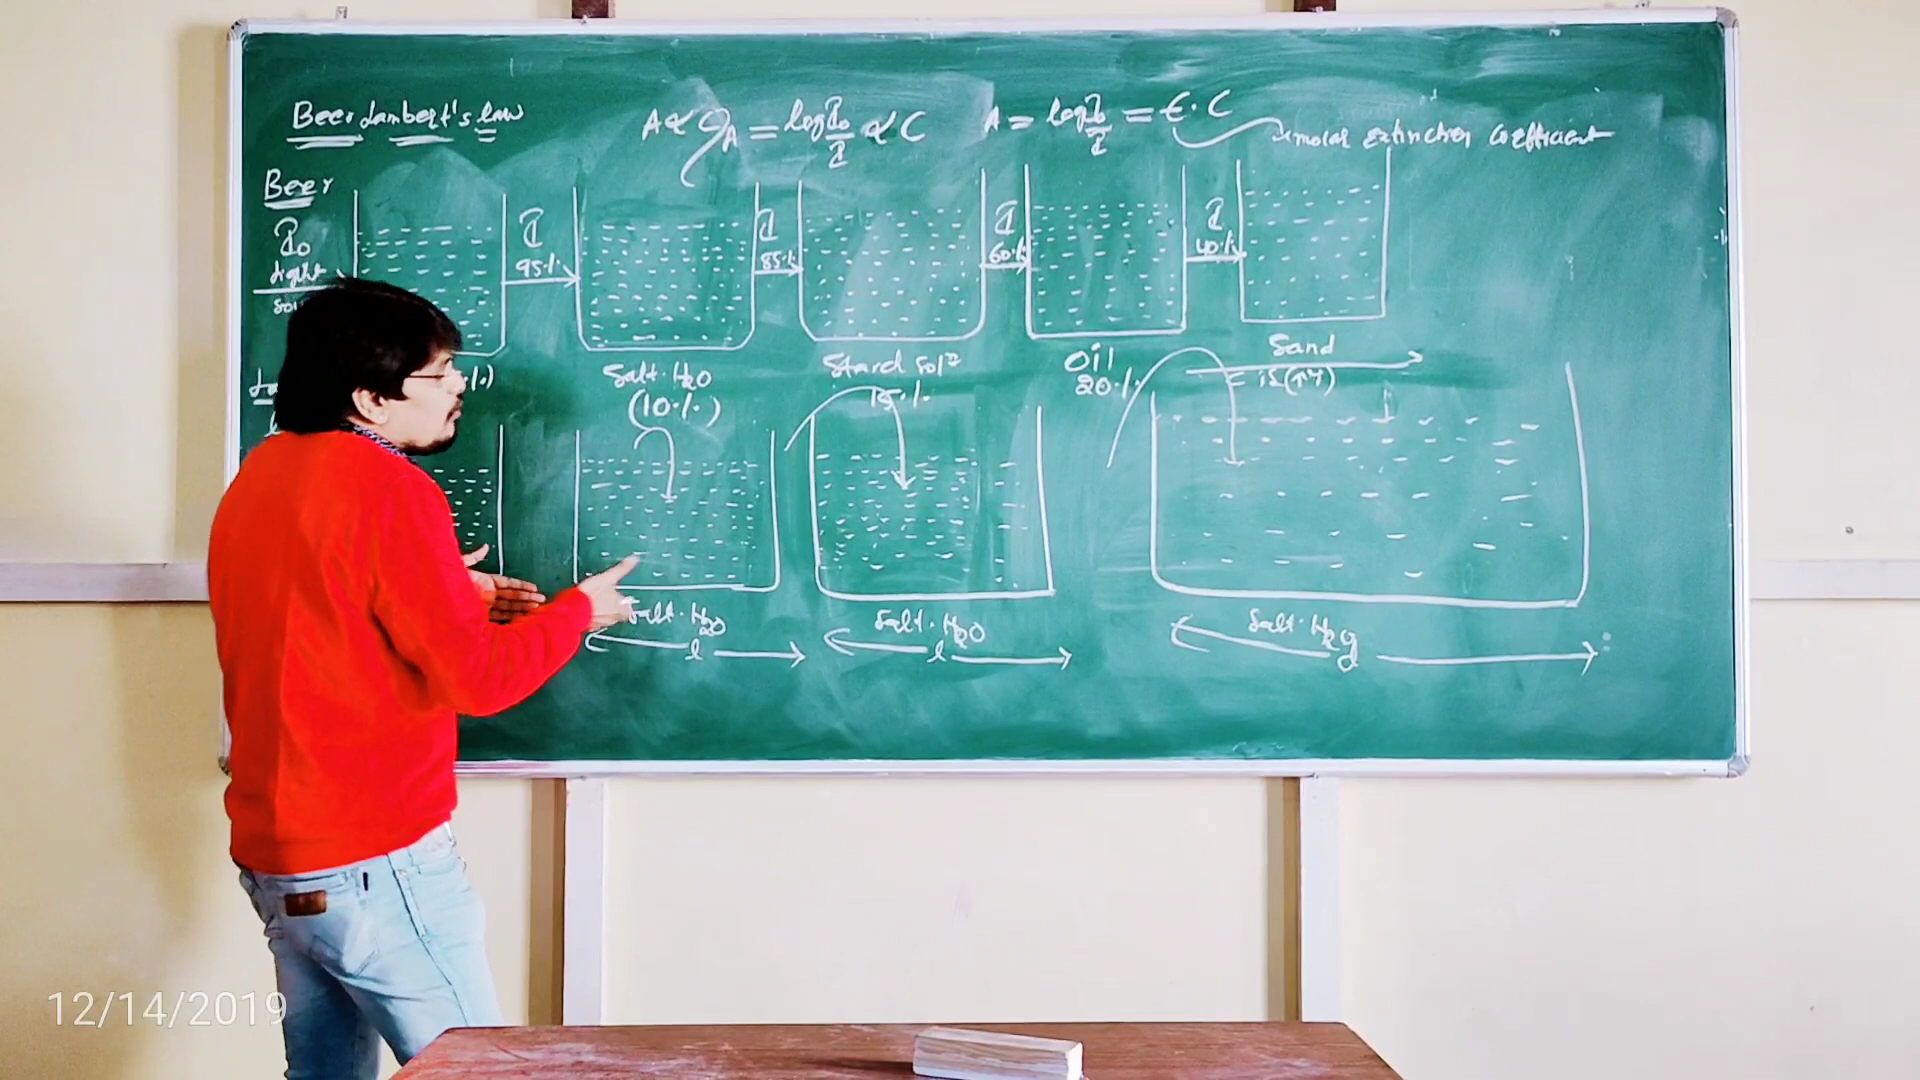 Beer Lambert's law
A ∝ C, A = log I₀/I ∝ C
A = log I₀/I = ε · C
molar extinction coefficient
Beer
I₀
light
I
95%
I
85%
I
60%
I
40%
Salt·H₂O
(10%)
Starch solⁿ
15%
Oil
20%
Sand
Salt·H₂O
l
Salt·H₂O
l
Salt·H₂O
12/14/2019